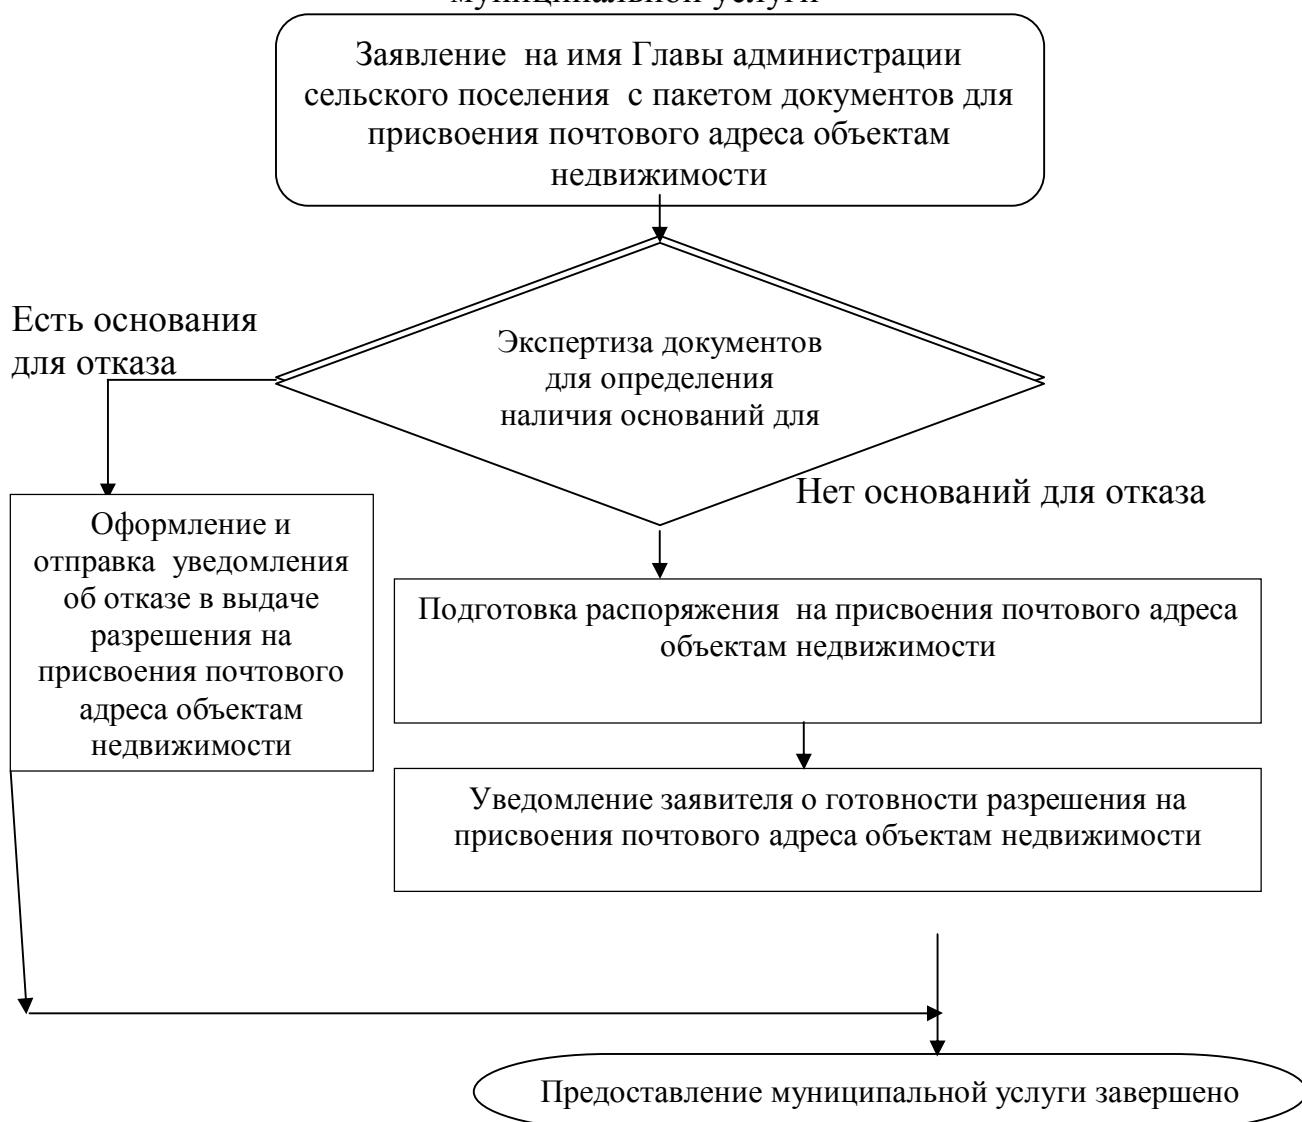 муниципальной услуги
Заявление на имя Главы администрации
сельского поселения с пакетом документов для
присвоения почтового адреса объектам
недвижимости
Есть основания
для отказа
Экспертиза документов
для определения
наличия оснований для
Нет оснований для отказа
Оформление и
отправка уведомления
об отказе в выдаче
разрешения на
присвоения почтового
адреса объектам
недвижимости
Подготовка распоряжения на присвоения почтового адреса
объектам недвижимости
Уведомление заявителя о готовности разрешения на
присвоения почтового адреса объектам недвижимости
Предоставление муниципальной услуги завершено